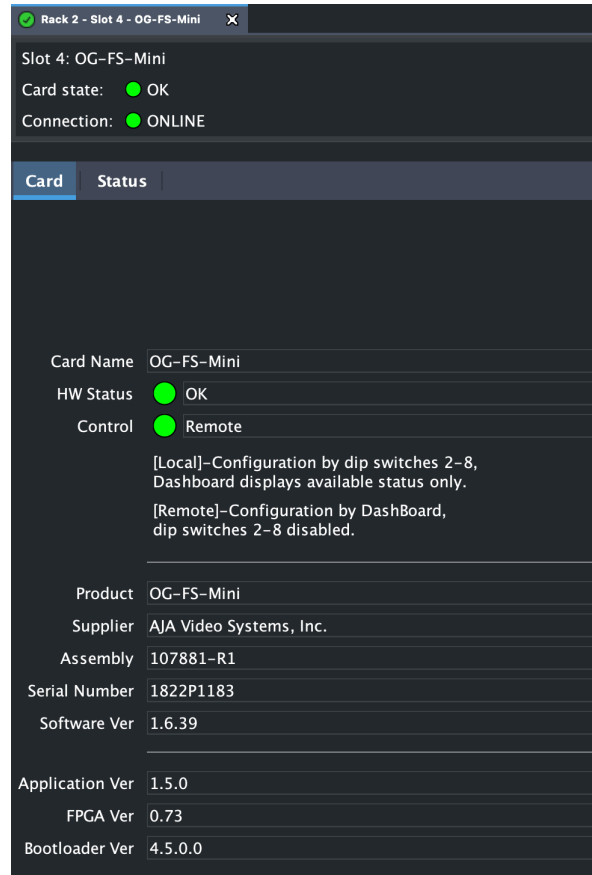 Rack 2 - Slot 4 - OG-FS-Mini
Slot 4: OG-FS-Mini
Card state: OK
Connection: ONLINE
Card Status
Card Name OG-FS-Mini
HW Status OK
Control Remote
[Local]-Configuration by dip switches 2-8,
Dashboard displays available status only.
[Remote]-Configuration by DashBoard,
dip switches 2-8 disabled.
Product OG-FS-Mini
Supplier AJA Video Systems, Inc.
Assembly 107881-R1
Serial Number 1822P1183
Software Ver 1.6.39
Application Ver 1.5.0
FPGA Ver 0.73
Bootloader Ver 4.5.0.0